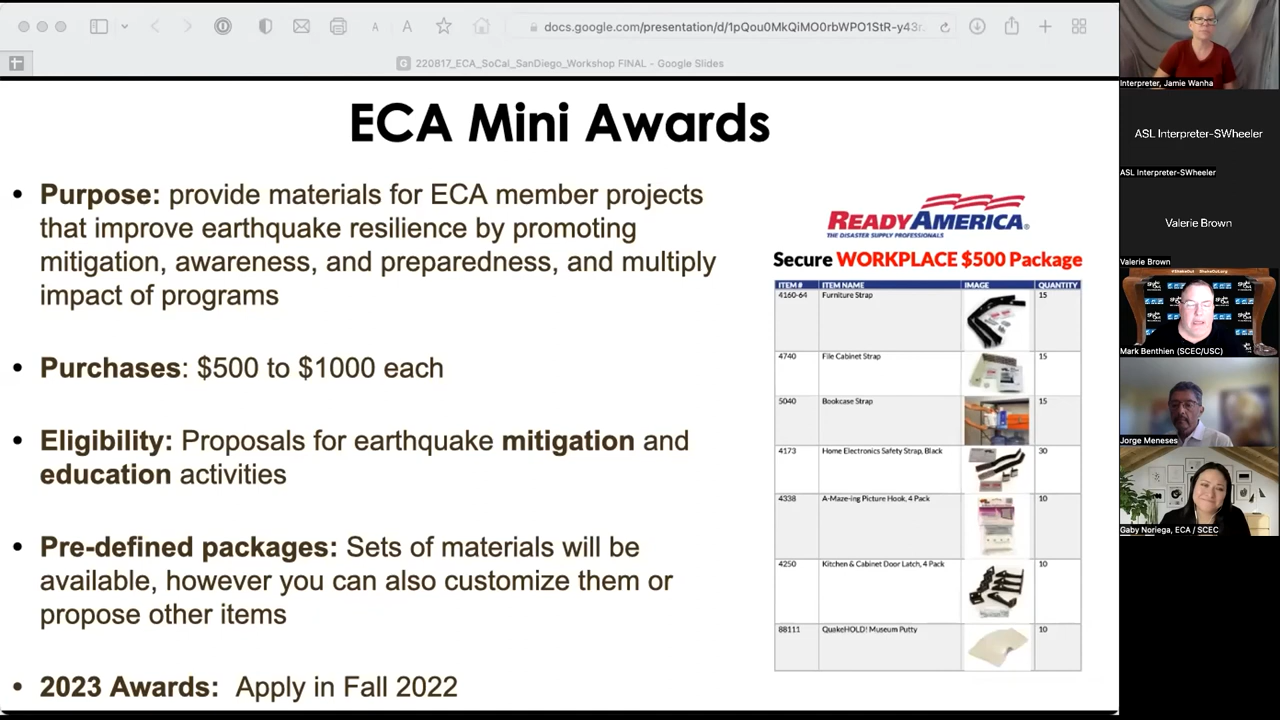 docs.google.com/presentation/d/1pQou0MkQiMO0rbWPO1StR-y43r
220817_ECA_SoCal_SanDiego_Workshop FINAL - Google Slides
ECA Mini Awards
• Purpose: provide materials for ECA member projects
that improve earthquake resilience by promoting
mitigation, awareness, and preparedness, and multiply
impact of programs
• Purchases: $500 to $1000 each
• Eligibility: Proposals for earthquake mitigation and
education activities
• Pre-defined packages: Sets of materials will be
available, however you can also customize them or
propose other items
• 2023 Awards: Apply in Fall 2022
READYAMERICA®
THE DISASTER SUPPLY PROFESSIONALS
Secure WORKPLACE $500 Package
ITEM # ITEM NAME IMAGE QUANTITY
4160-64 Furniture Strap 15
4740 File Cabinet Strap 15
5040 Bookcase Strap 15
4173 Home Electronics Safety Strap, Black 30
4338 A-Maze-ing Picture Hook, 4 Pack 10
4250 Kitchen & Cabinet Door Latch, 4 Pack 10
88111 QuakeHOLD! Museum Putty 10
Interpreter, Jamie Wanha
ASL Interpreter-SWheeler
ASL Interpreter-SWheeler
Valerie Brown
Valerie Brown
#ShakeOut ShakeOut.org
Mark Benthien (SCEC/USC)
Jorge Meneses
Gaby Noriega, ECA / SCEC